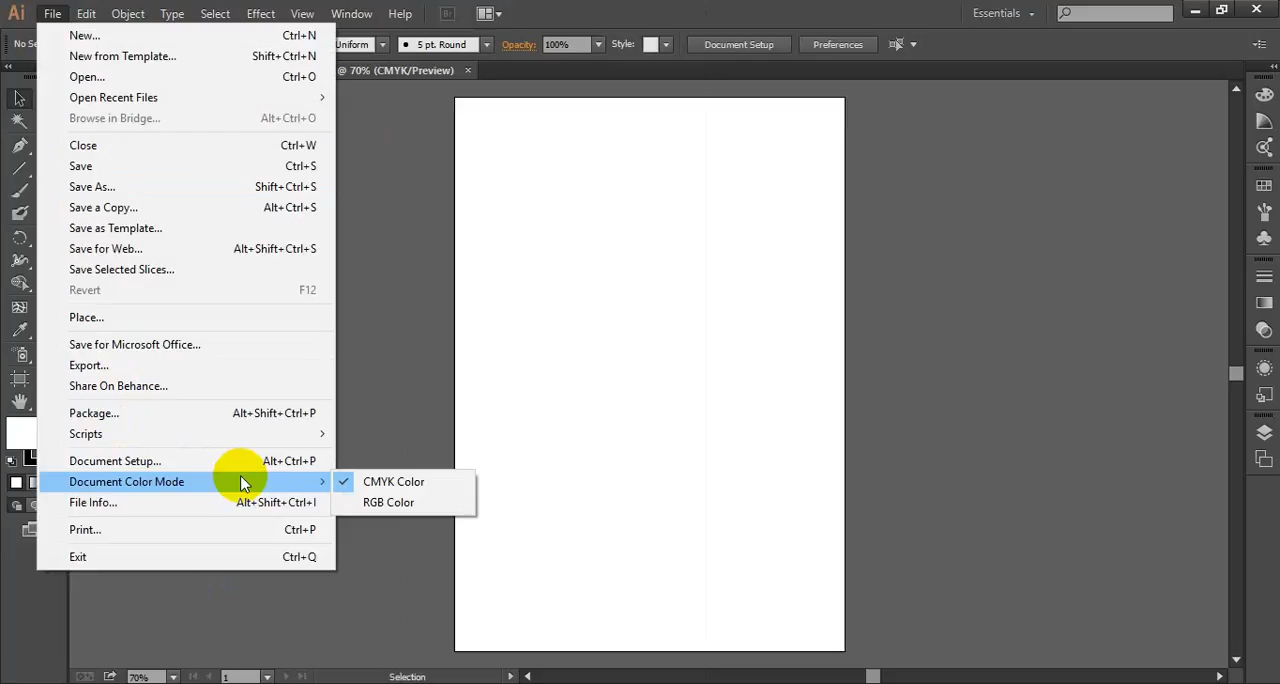 Ai File Edit Object Type Select Effect View Window Help Br Essentials
No Se Uniform 5 pt. Round Opacity: 100% Style: Document Setup Preferences
@ 70% (CMYK/Preview) ×
New... Ctrl+N
New from Template... Shift+Ctrl+N
Open... Ctrl+O
Open Recent Files
Browse in Bridge... Alt+Ctrl+O
Close Ctrl+W
Save Ctrl+S
Save As... Shift+Ctrl+S
Save a Copy... Alt+Ctrl+S
Save as Template...
Save for Web... Alt+Shift+Ctrl+S
Save Selected Slices...
Revert F12
Place...
Save for Microsoft Office...
Export...
Share On Behance...
Package... Alt+Shift+Ctrl+P
Scripts
Document Setup... Alt+Ctrl+P
Document Color Mode
CMYK Color
RGB Color
File Info... Alt+Shift+Ctrl+I
Print... Ctrl+P
Exit Ctrl+Q
70% 1 Selection